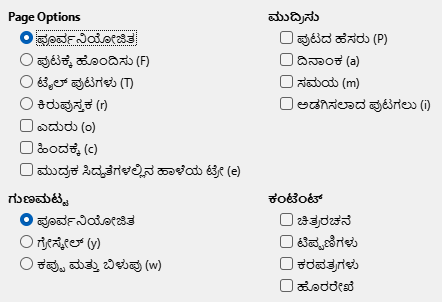 Page Options
ಪೂರ್ವನಿಯೋಜಿತ
ಪುಟಕ್ಕೆ ಹೊಂದಿಸು (F)
ಟೈಲ್ ಪುಟಗಳು (T)
ಕಿರುಪುಸ್ತಕ (r)
ಎದುರು (o)
ಹಿಂದಕ್ಕೆ (c)
ಮುದ್ರಕ ಸಿದ್ಧತೆಗಳಲ್ಲಿನ ಹಾಳೆಯ ಟ್ರೇ (e)
ಮುದ್ರಿಸು
ಪುಟದ ಹೆಸರು (P)
ದಿನಾಂಕ (a)
ಸಮಯ (m)
ಅಡಗಿಸಲಾದ ಪುಟಗಲು (i)
ಗುಣಮಟ್ಟ
ಪೂರ್ವನಿಯೋಜಿತ
ಗ್ರೇಸ್ಕೇಲ್ (y)
ಕಪ್ಪು ಮತ್ತು ಬಿಳುಪು (w)
ಕಂಟೆಂಟ್
ಚಿತ್ರರಚನೆ
ಟಿಪ್ಪಣಿಗಳು
ಕರಪತ್ರಗಳು
ಹೊರರೇಖೆ